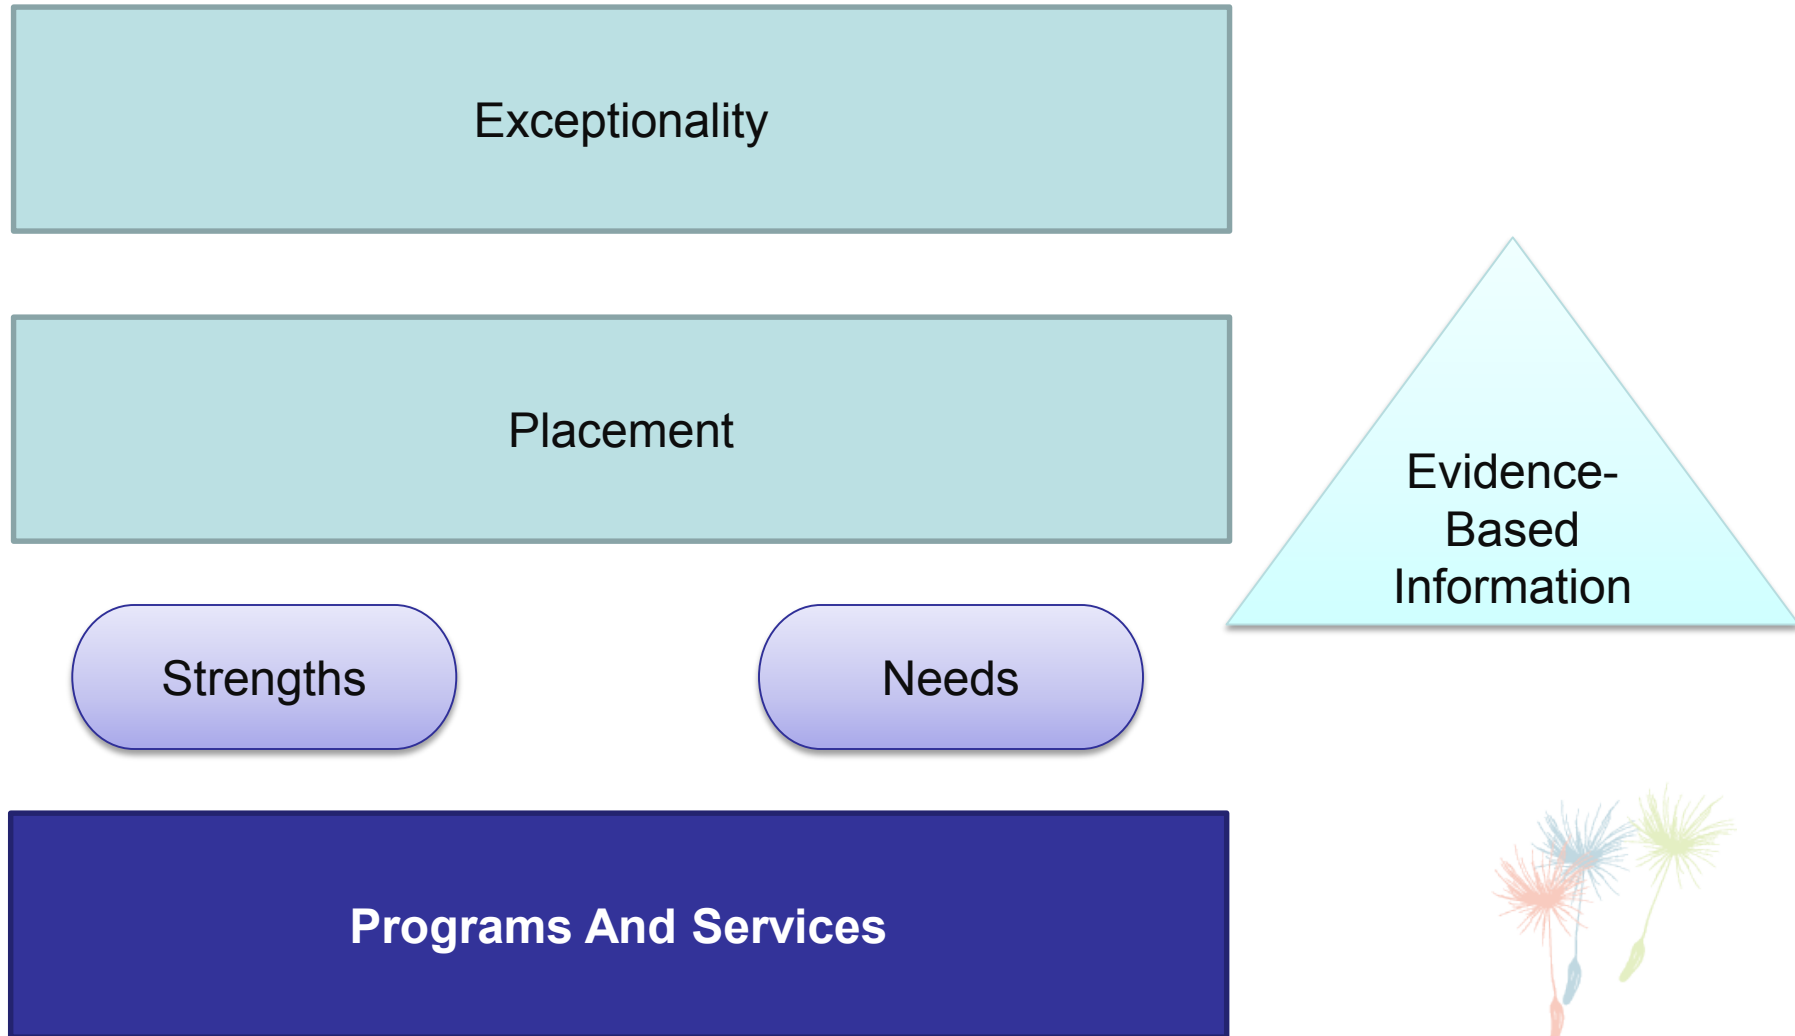 Exceptionality
Placement
Evidence-
Based
Information
Strengths
Needs
Programs And Services